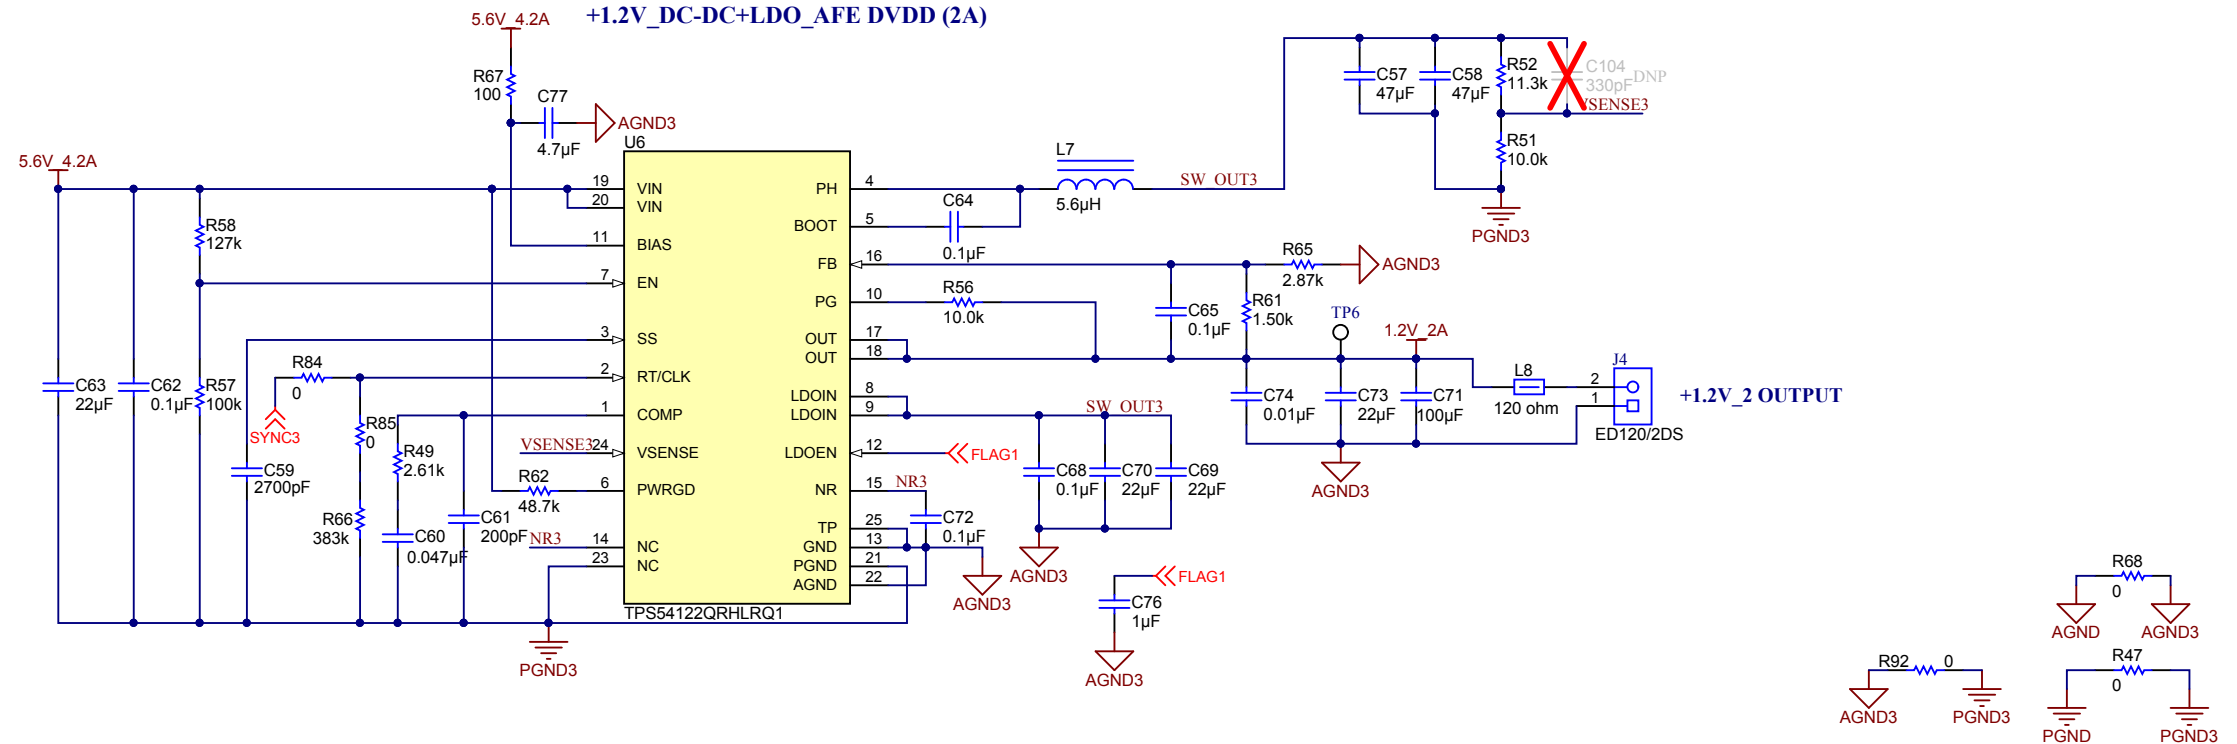 +1.2V_DC-DC+LDO_AFE DVDD (2A)
5.6V_4.2A
R67
100
C77
4.7µF
AGND3
5.6V_4.2A
R58
127k
C63
22µF
C62
0.1µF
R57
100k
R84
0
SYNC3
R85
0
C59
2700pF
R66
383k
R49
2.61k
C60
0.047µF
C61
200pF
VSENSE3
R62
48.7k
NR3
PGND3
U6
19 VIN
20 VIN
11 BIAS
7 EN
3 SS
2 RT/CLK
1 COMP
24 VSENSE
6 PWRGD
14 NC
23 NC
PH 4
BOOT 5
FB 16
PG 10
OUT 17
OUT 18
LDOIN 8
LDOIN 9
LDOEN 12
NR 15
TP 25
GND 13
PGND 21
AGND 22
TPS54122QRHLRQ1
C64
0.1µF
L7
5.6µH
SW_OUT3
C57
47µF
C58
47µF
R52
11.3k
C104
330pF
DNP
VSENSE3
R51
10.0k
PGND3
R65
2.87k
AGND3
R56
10.0k
C65
0.1µF
R61
1.50k
TP6
1.2V_2A
C74
0.01µF
C73
22µF
C71
100µF
AGND3
L8
120 ohm
J4
2
1
ED120/2DS
+1.2V_2 OUTPUT
SW_OUT3
FLAG1
C68
0.1µF
C70
22µF
C69
22µF
AGND3
NR3
C72
0.1µF
AGND3
FLAG1
C76
1µF
AGND3
R68
0
AGND
AGND3
R92 0
AGND3
PGND3
R47
0
PGND
PGND3